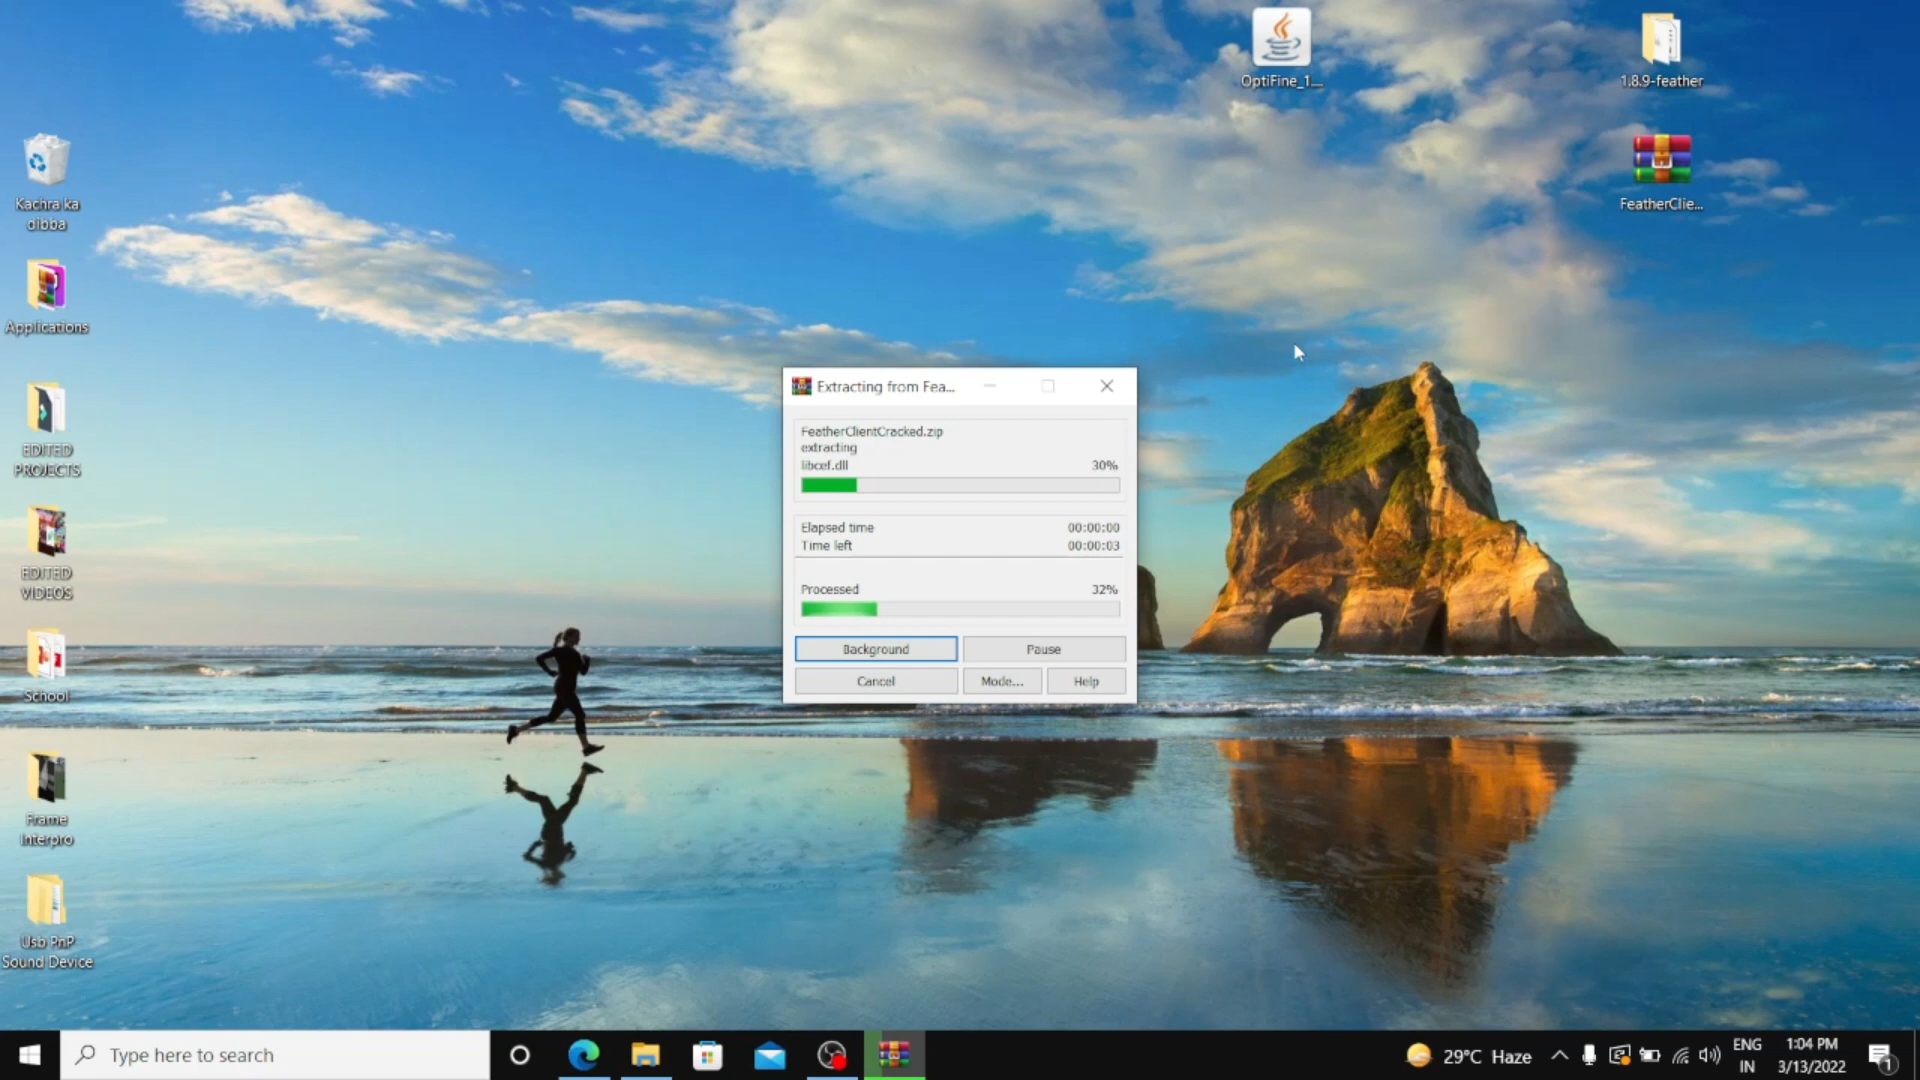 OptiFine_1....
1.8.9-feather
Kachra ka
dibba
FeatherClie...
Applications
Extracting from Fea...
FeatherClientCracked.zip
extracting
libcef.dll 30%
EDITED
PROJECTS
Elapsed time 00:00:00
Time left 00:00:03
EDITED
VIDEOS
Processed 32%
Background Pause
Cancel Mode... Help
School
Frame
Interpro
Usb PnP
Sound Device
Type here to search
29°C Haze
ENG
IN
1:04 PM
3/13/2022
1